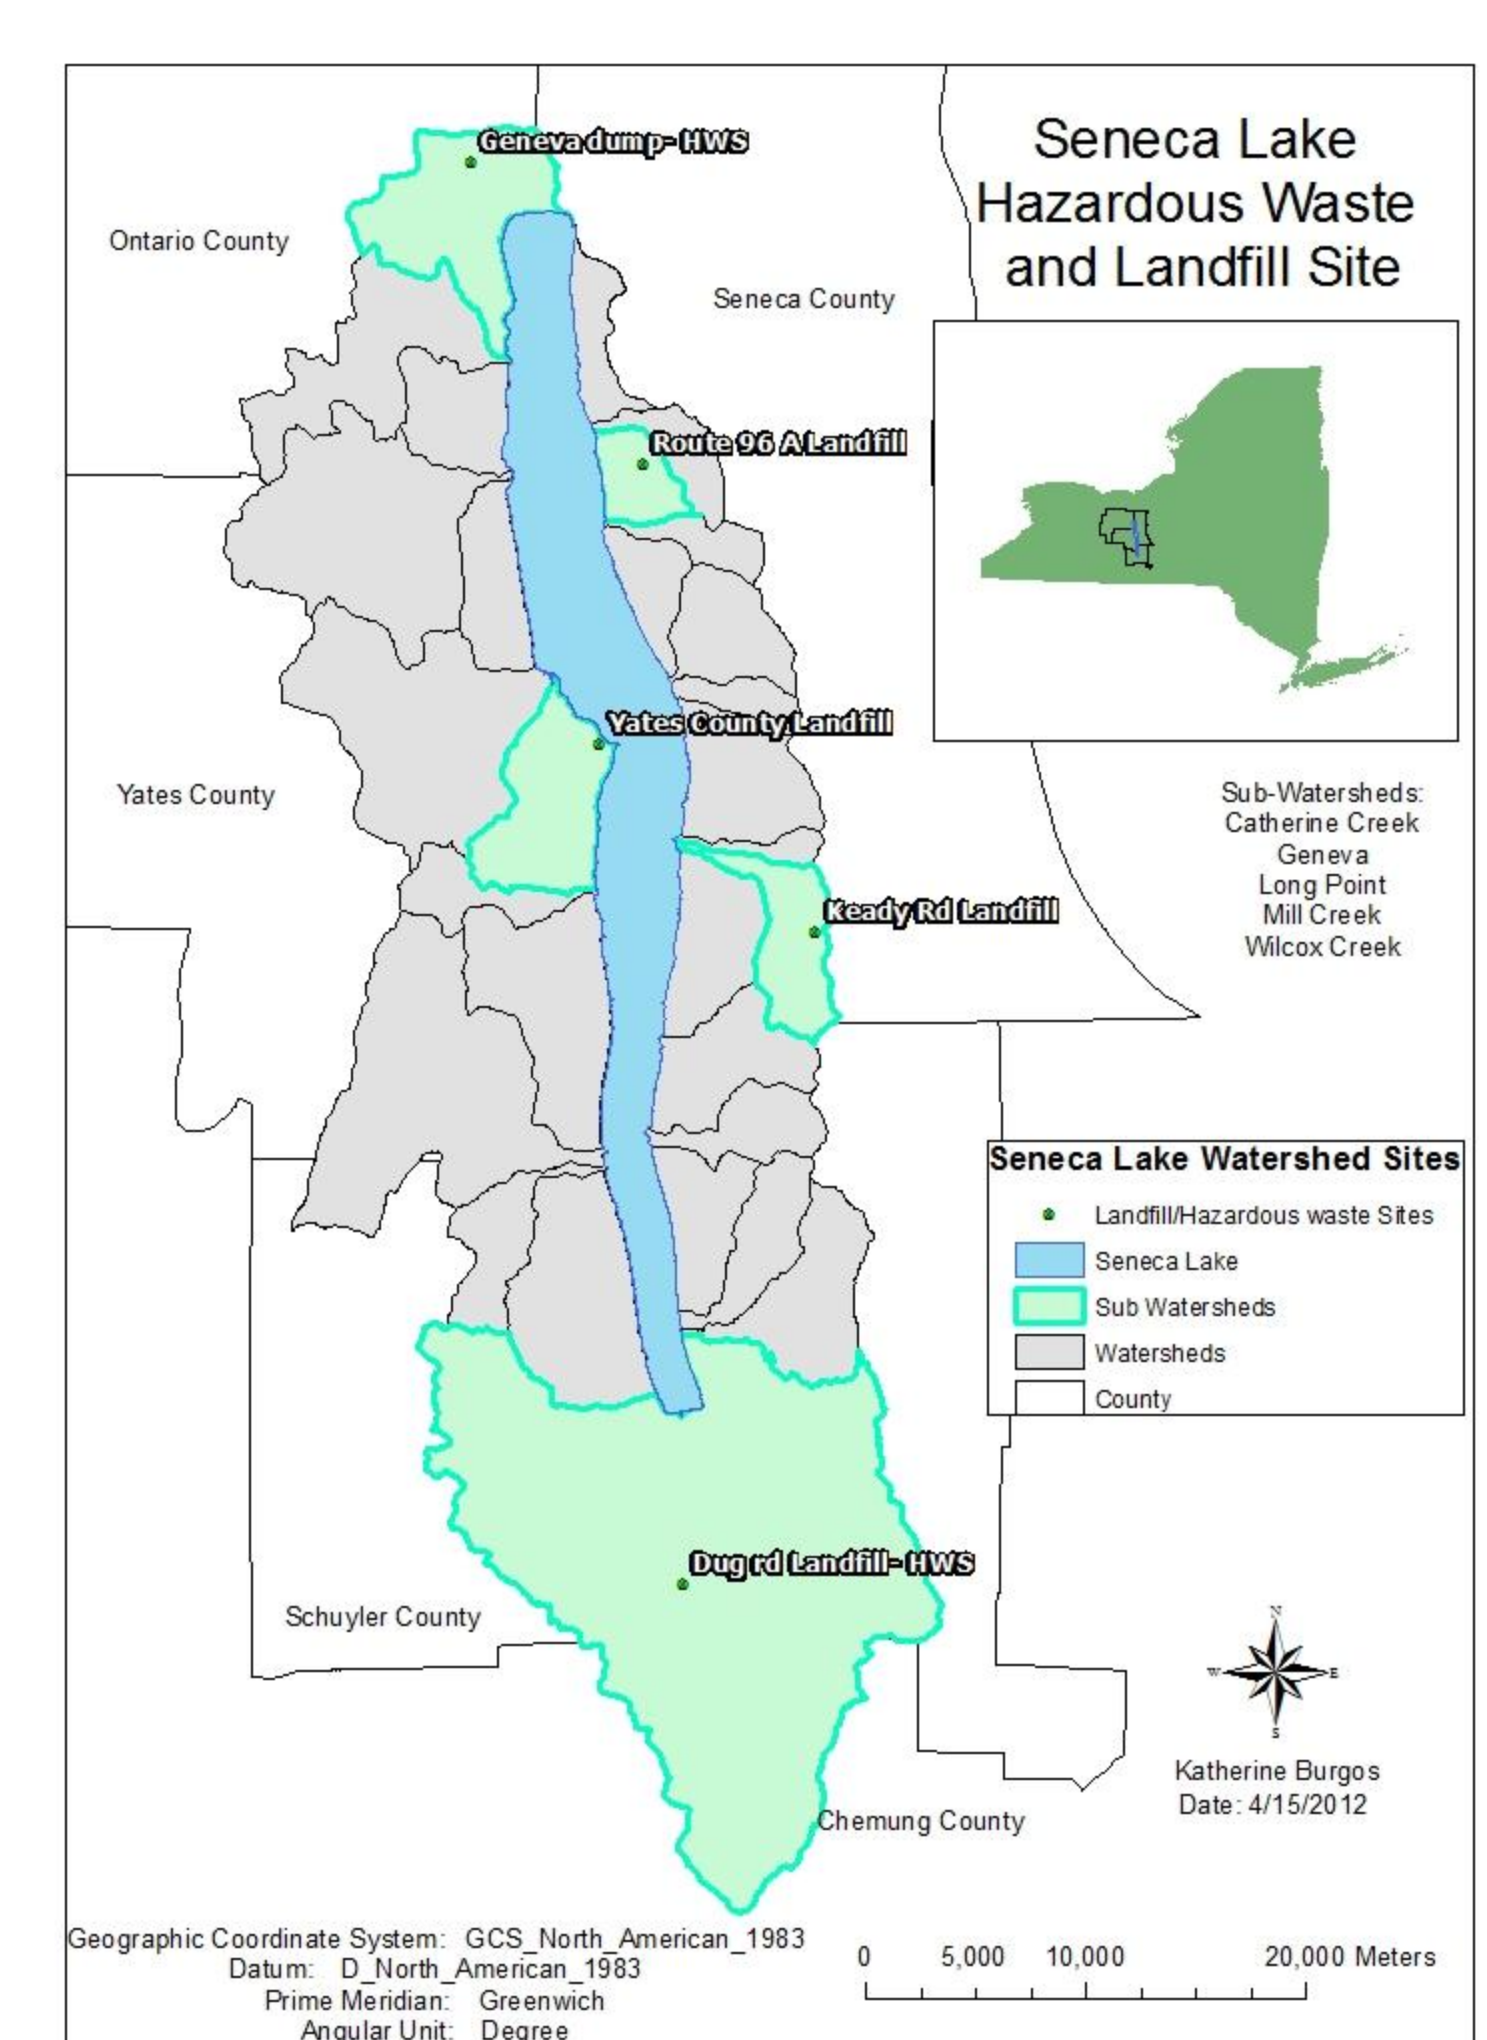 Seneca Lake
Hazardous Waste
and Landfill Site
Geneva dump- HWS
Ontario County
Seneca County
Route 96 A Landfill
Yates County Landfill
Yates County
Sub-Watersheds:
Catherine Creek
Geneva
Long Point
Mill Creek
Wilcox Creek
Keady Rd Landfill
Seneca Lake Watershed Sites
Landfill/Hazardous waste Sites
Seneca Lake
Sub Watersheds
Watersheds
County
Dug rd Landfill- HWS
Schuyler County
N
W E
S
Katherine Burgos
Date: 4/15/2012
Chemung County
Geographic Coordinate System: GCS_North_American_1983
Datum: D_North_American_1983
Prime Meridian: Greenwich
Angular Unit: Degree
0 5,000 10,000 20,000 Meters